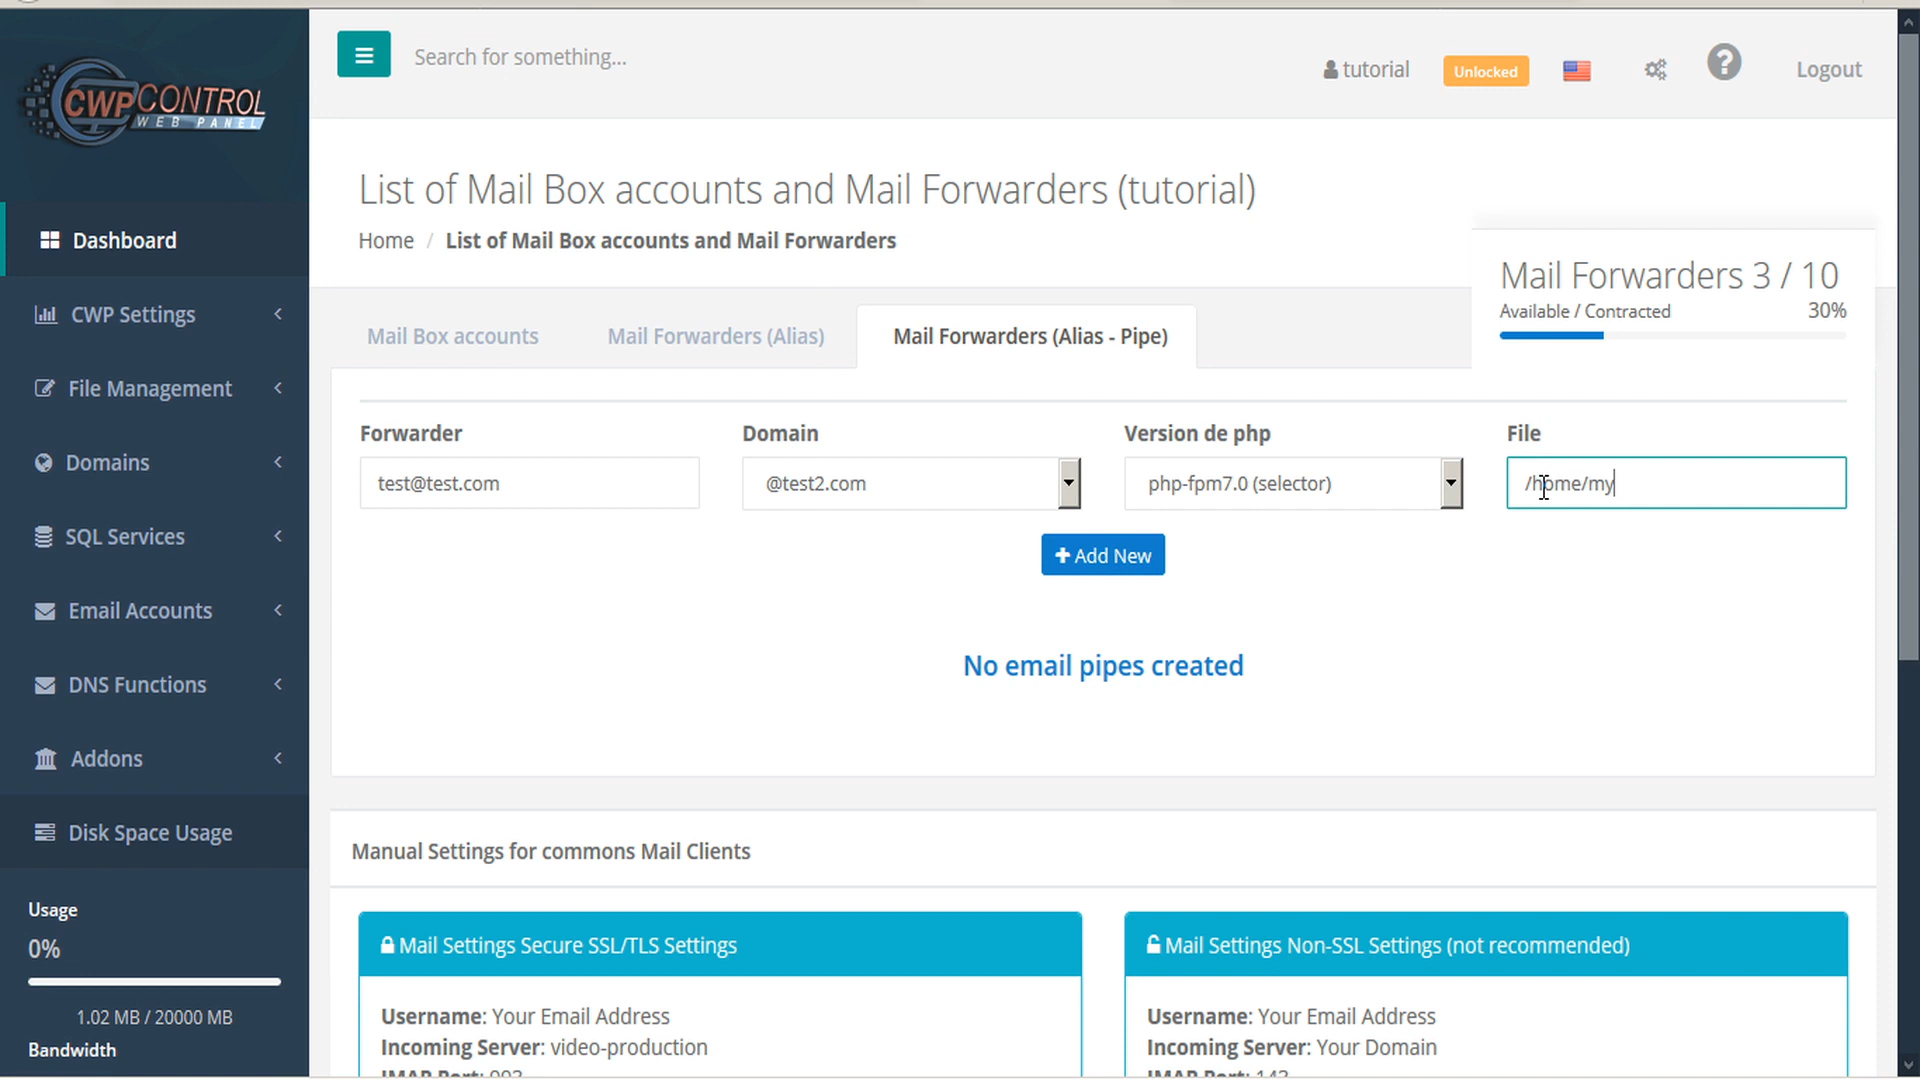 CWP CONTROL
WEB PANEL
Search for something...
tutorial
Unlocked
Logout
Dashboard
CWP Settings
File Management
Domains
SQL Services
Email Accounts
DNS Functions
Addons
Disk Space Usage
Usage
0%
1.02 MB / 20000 MB
Bandwidth
List of Mail Box accounts and Mail Forwarders (tutorial)
Home / List of Mail Box accounts and Mail Forwarders
Mail Forwarders 3 / 10
Available / Contracted 30%
Mail Box accounts
Mail Forwarders (Alias)
Mail Forwarders (Alias - Pipe)
Forwarder Domain Version de php File
test@test.com @test2.com php-fpm7.0 (selector) /home/my
Add New
No email pipes created
Manual Settings for commons Mail Clients
Mail Settings Secure SSL/TLS Settings
Username: Your Email Address
Incoming Server: video-production
IMAP Port: 993
Mail Settings Non-SSL Settings (not recommended)
Username: Your Email Address
Incoming Server: Your Domain
IMAP Port: 143